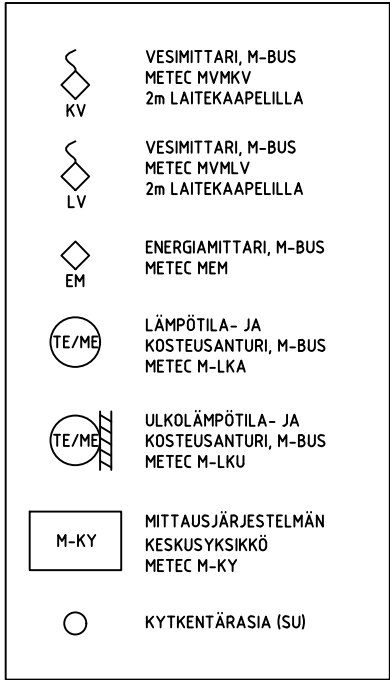 VESIMITTARI, M-BUS
METEC MVMKV
2m LAITEKAAPELILLA
KV
VESIMITTARI, M-BUS
METEC MVMLV
2m LAITEKAAPELILLA
LV
ENERGIAMITTARI, M-BUS
METEC MEM
EM
TE/ME
LÄMPÖTILA- JA
KOSTEUSANTURI, M-BUS
METEC M-LKA
TE/ME
ULKOLÄMPÖTILA- JA
KOSTEUSANTURI, M-BUS
METEC M-LKU
M-KY
MITTAUSJÄRJESTELMÄN
KESKUSYKSIKKÖ
METEC M-KY
KYTKENTÄRASIA (SU)